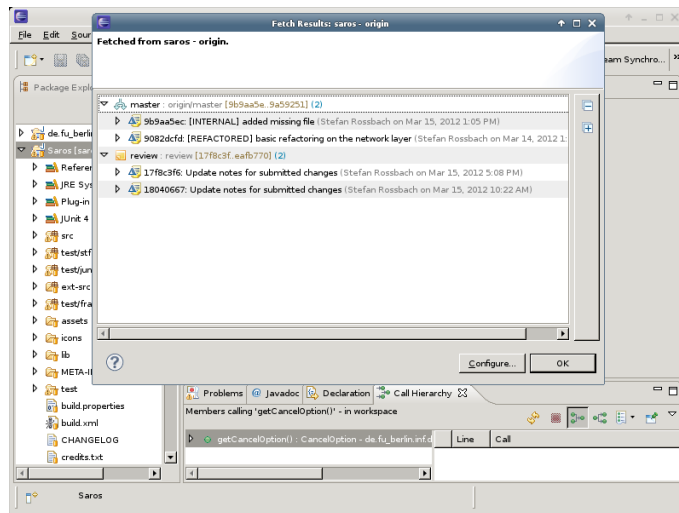 Fetch Results: saros - origin
File Edit Sour
Fetched from saros - origin.
eam Synchro...
Package Explo
master : origin/master [9b9aa5e..9a59251] (2)
9b9aa5ec: [INTERNAL] added missing file (Stefan Rossbach on Mar 15, 2012 1:05 PM)
9082dcfd: [REFACTORED] basic refactoring on the network layer (Stefan Rossbach on Mar 14, 2012 1:
review : review [17f8c3f..eafb770] (2)
17f8c3f6: Update notes for submitted changes (Stefan Rossbach on Mar 15, 2012 5:08 PM)
18040667: Update notes for submitted changes (Stefan Rossbach on Mar 15, 2012 10:22 AM)
de.fu_berli
Saros [sar
Referen
JRE Sys
Plug-in
JUnit 4
src
test/stf
test/jun
ext-src
test/fra
assets
icons
lib
META-I
test
build.properties
build.xml
CHANGELOG
credits.txt
Configure...
OK
Problems @ Javadoc Declaration Call Hierarchy
Members calling 'getCancelOption()' - in workspace
getCancelOption() : CancelOption - de.fu_berlin.inf.d
Line Call
Saros